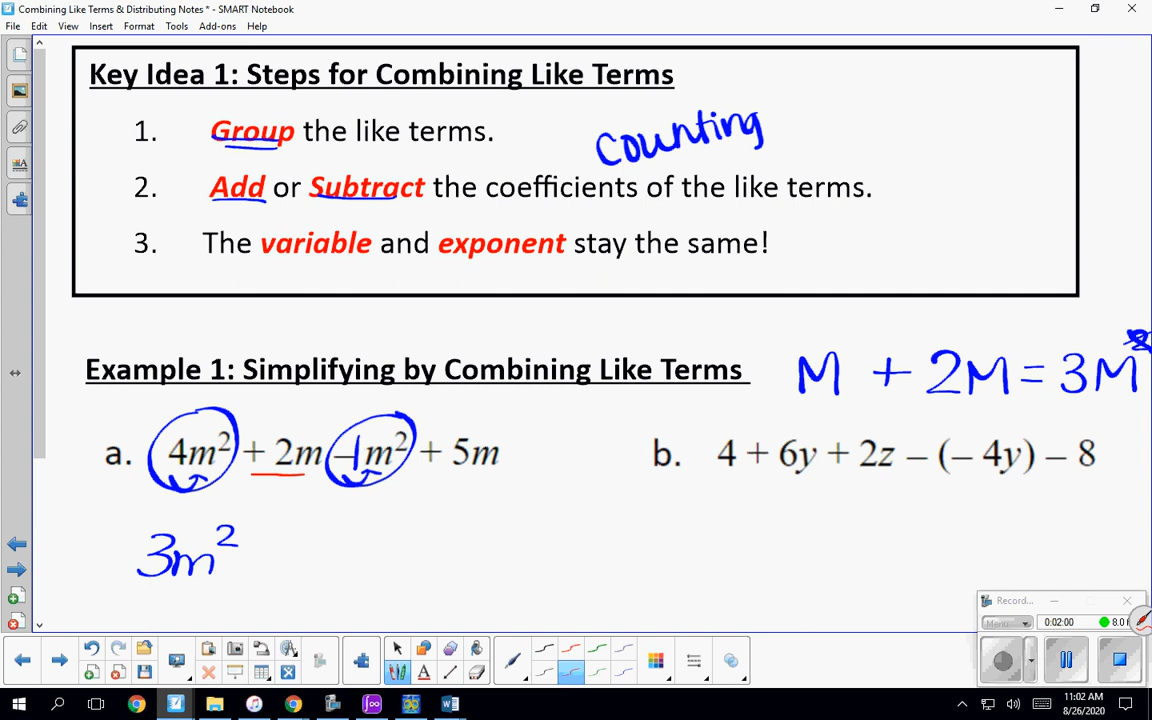 Combining Like Terms & Distributing Notes * - SMART Notebook
File Edit View Insert Format Tools Add-ons Help
Key Idea 1: Steps for Combining Like Terms
1. Group the like terms.
counting
2. Add or Subtract the coefficients of the like terms.
3. The variable and exponent stay the same!
Example 1: Simplifying by Combining Like Terms
M + 2M = 3M
a. 4m² + 2m – 1m² + 5m
b. 4 + 6y + 2z – (– 4y) – 8
3m²
Record...
Menu
0:02:00
8.0 f
11:02 AM
8/26/2020